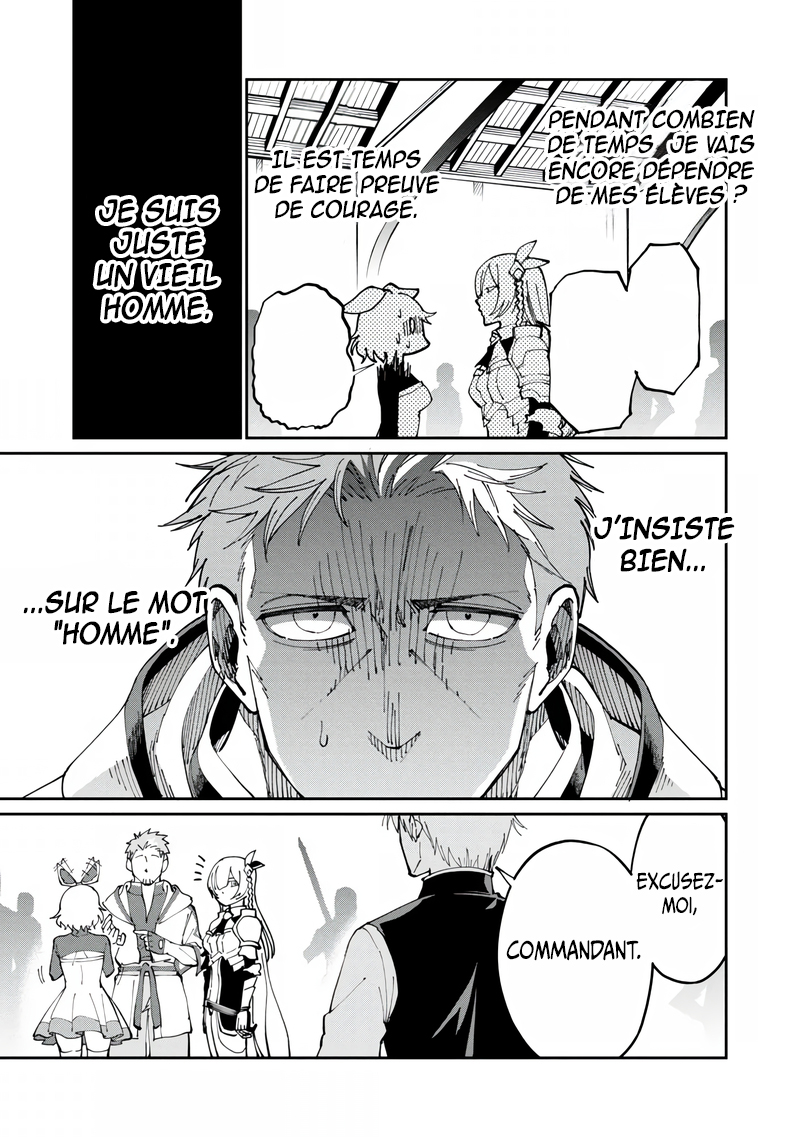 PENDANT COMBIEN
DE TEMPS JE VAIS
ENCORE DÉPENDRE
DE MES ÉLÈVES ?
IL EST TEMPS
DE FAIRE PREUVE
DE COURAGE.
JE SUIS
JUSTE
UN VIEIL
HOMME.
J'INSISTE
BIEN...
...SUR LE MOT
"HOMME".
EXCUSEZ-
MOI,
COMMANDANT.